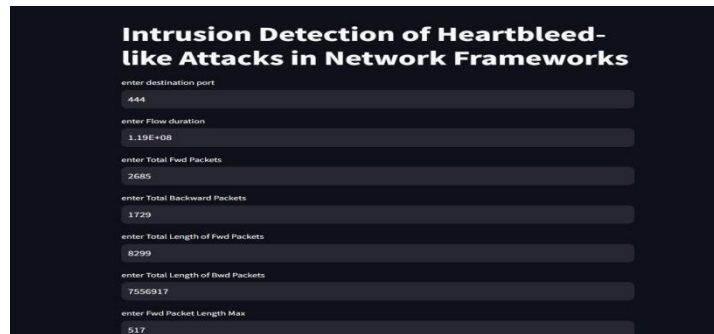 Intrusion Detection of Heartbleed-
like Attacks in Network Frameworks
enter destination port
444
enter Flow duration
1.19E+08
enter Total Fwd Packets
2685
enter Total Backward Packets
1729
enter Total Length of Fwd Packets
8299
enter Total Length of Bwd Packets
7556917
enter Fwd Packet Length Max
517